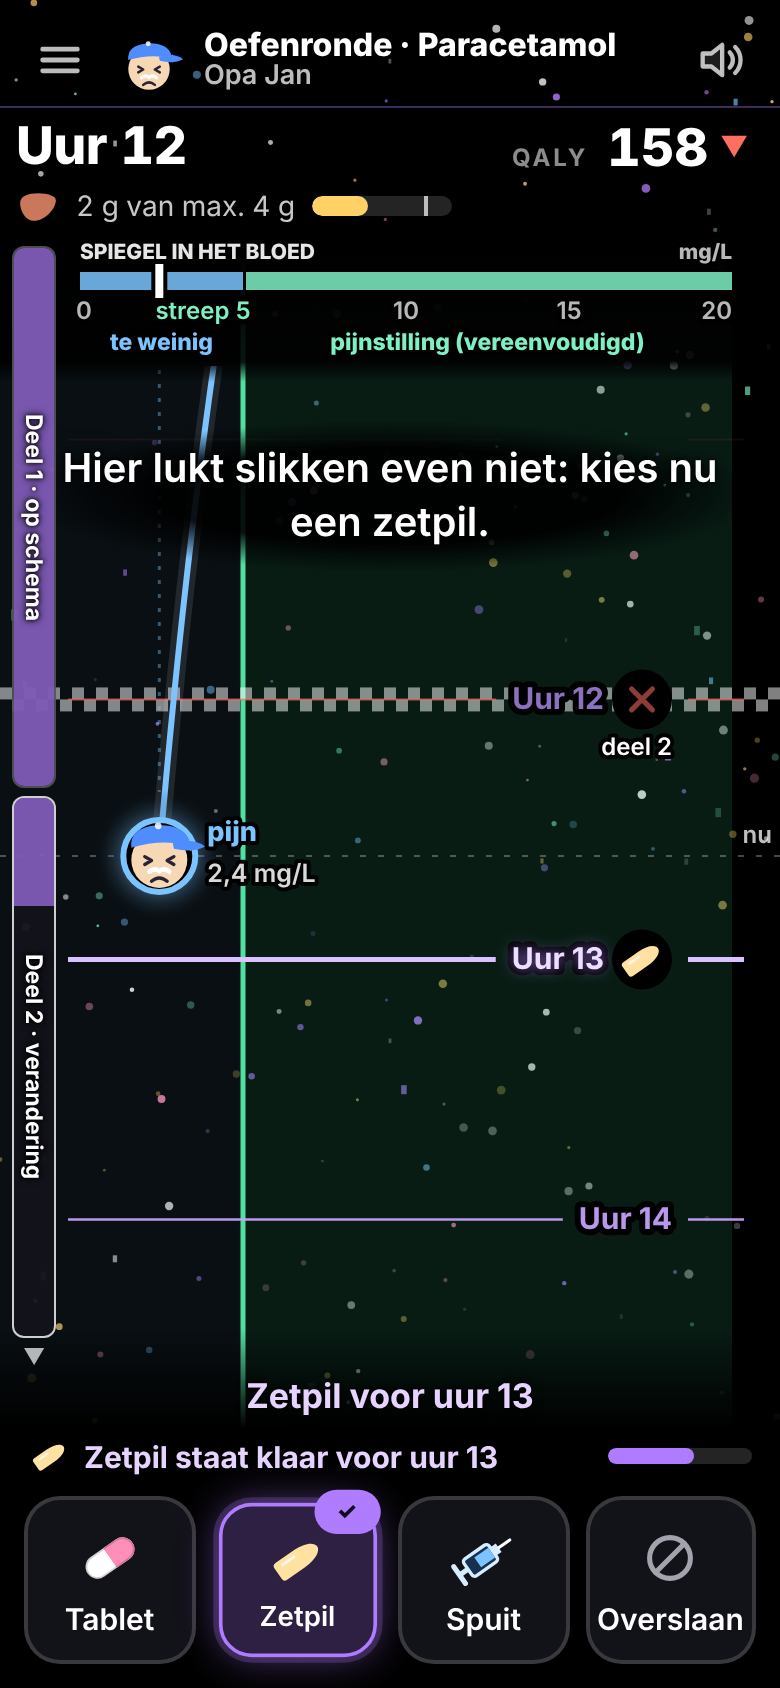 Oefenronde · Paracetamol
Opa Jan
Uur 12
QALY 158
2 g van max. 4 g
SPIEGEL IN HET BLOED mg/L
0 streep 5 10 15 20
te weinig pijnstilling (vereenvoudigd)
Deel 1 · op schema
Hier lukt slikken even niet: kies nu
een zetpil.
Uur 12
deel 2
pijn
2,4 mg/L
nu
Uur 13
Deel 2 · verandering
Uur 14
Zetpil voor uur 13
Zetpil staat klaar voor uur 13
Tablet
Zetpil
Spuit
Overslaan